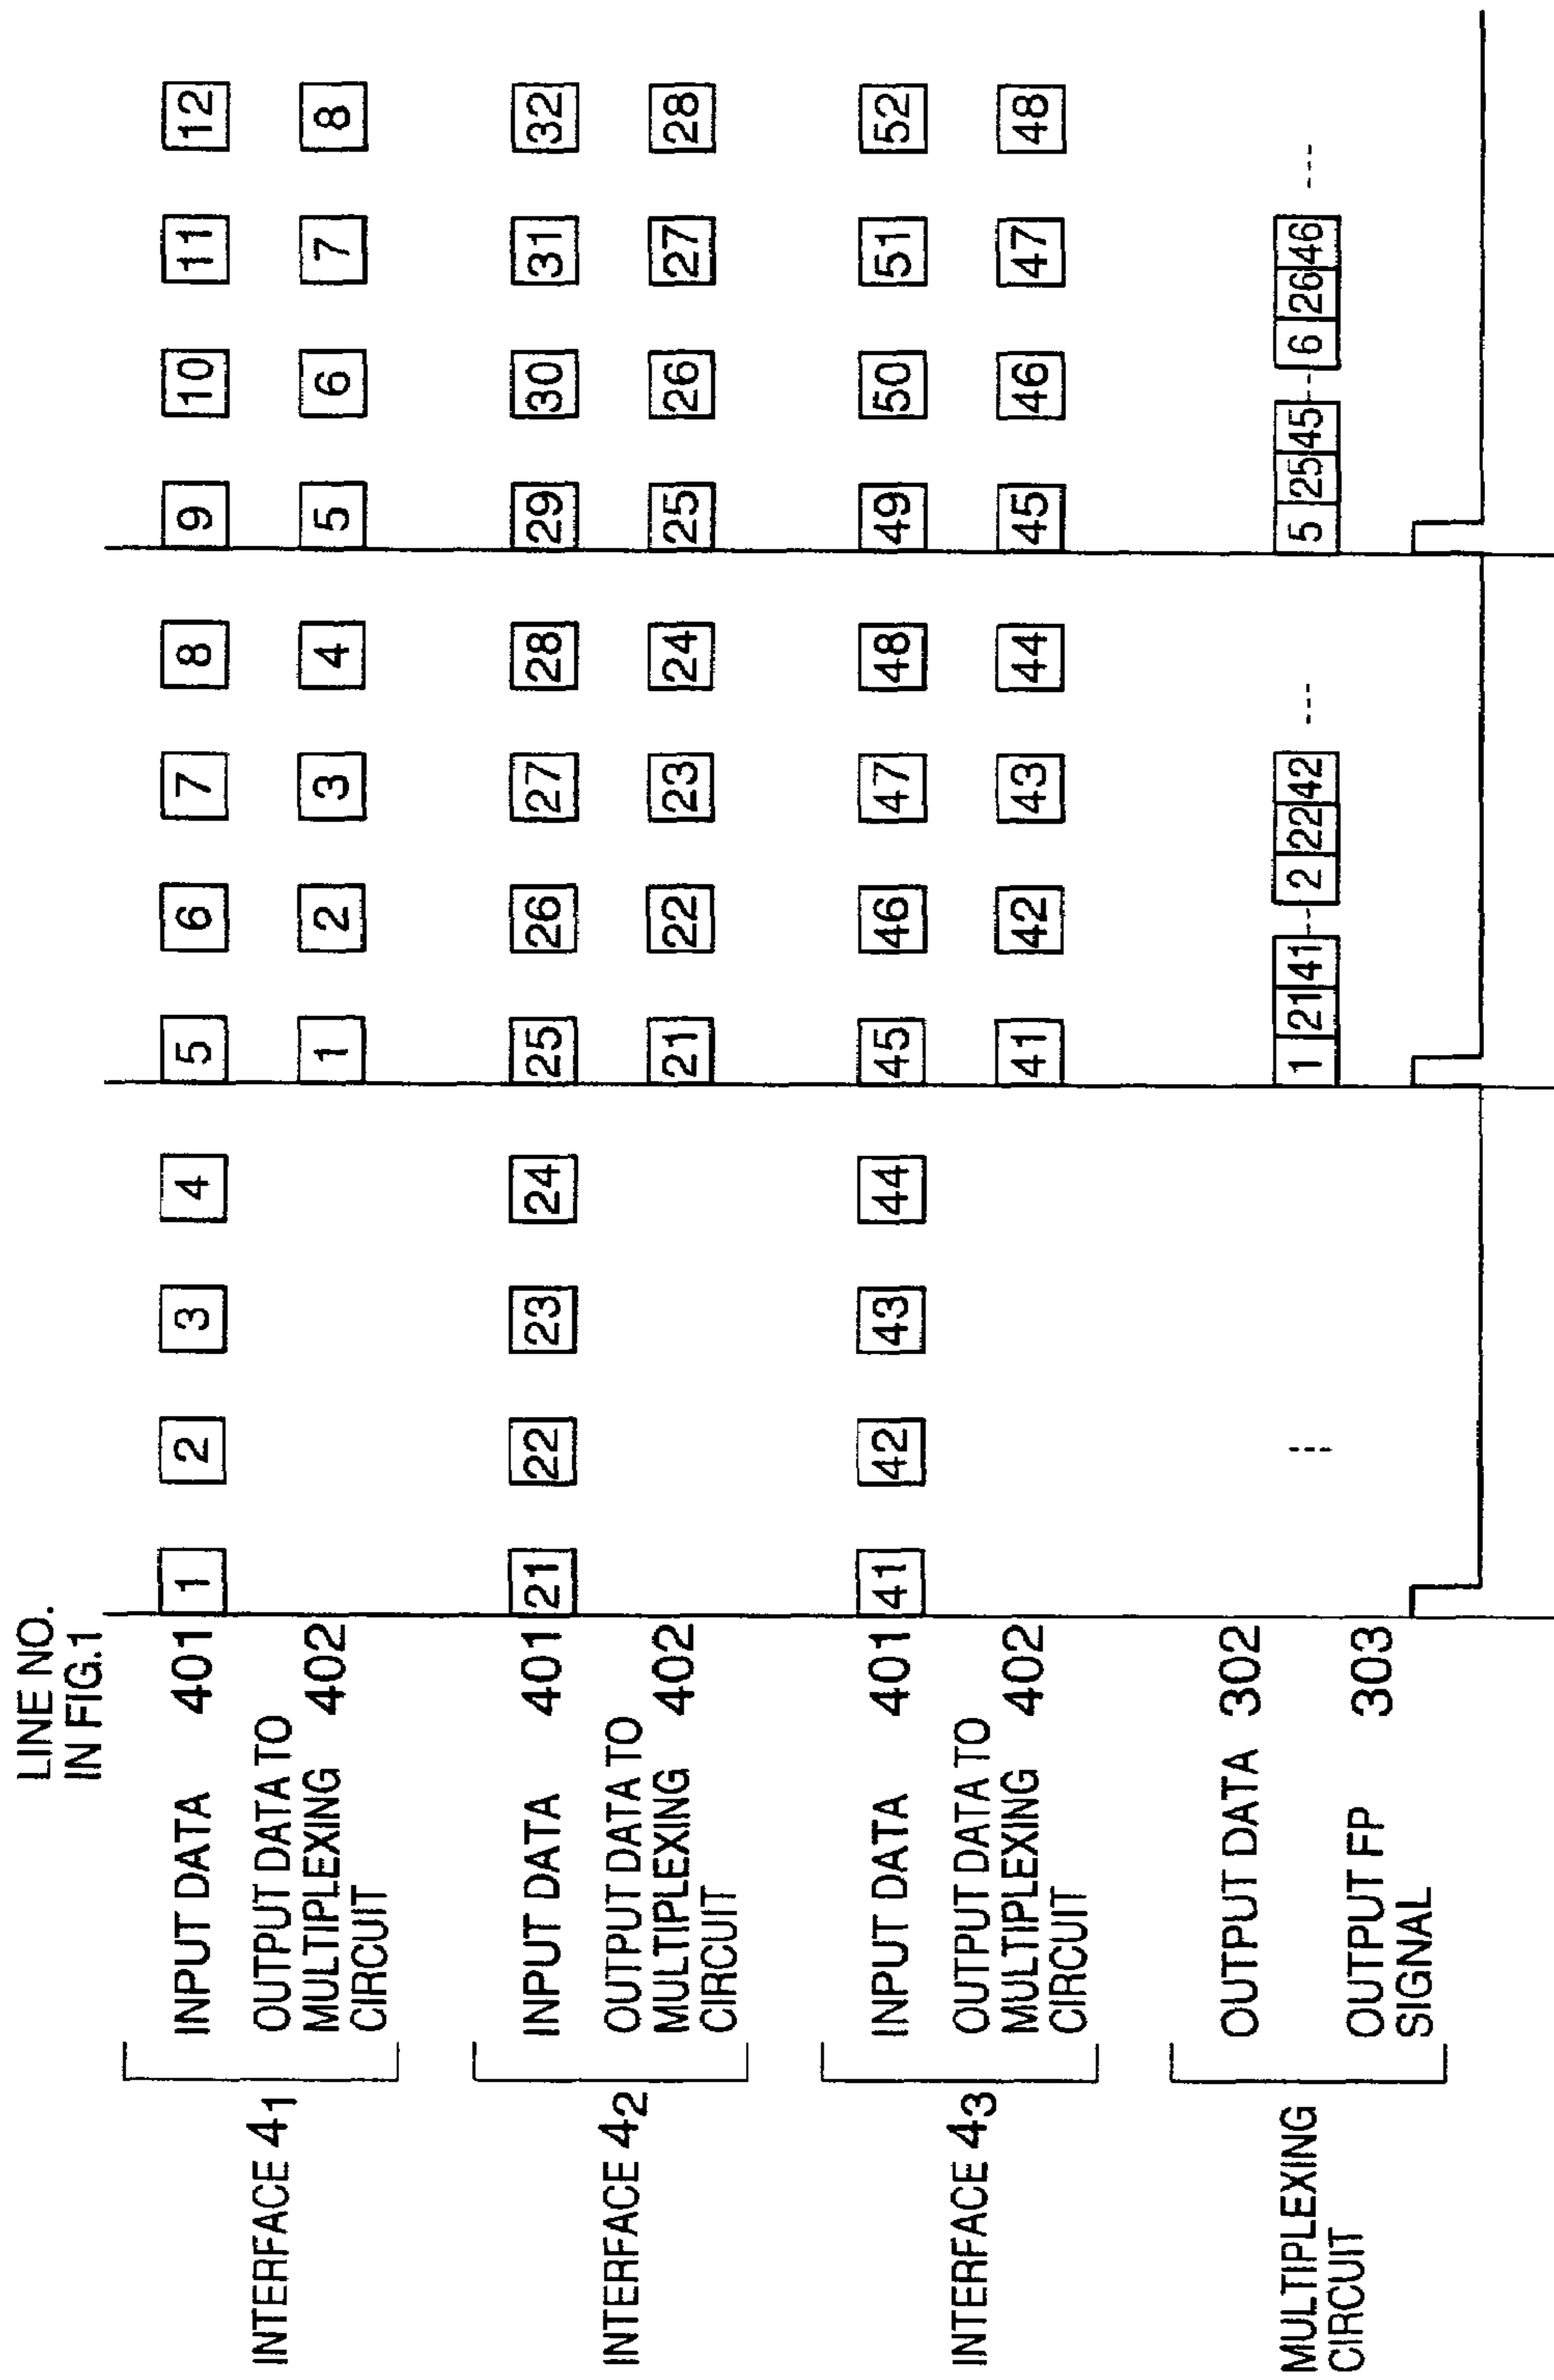 LINE NO.
IN FIG.1
INTERFACE 41
INPUT DATA 401 1 2 3 4 5 6 7 8 9 10 11 12
OUTPUT DATA TO
MULTIPLEXING 402 1 2 3 4 5 6 7 8
CIRCUIT
INTERFACE 42
INPUT DATA 401 21 22 23 24 25 26 27 28 29 30 31 32
OUTPUT DATA TO
MULTIPLEXING 402 21 22 23 24 25 26 27 28
CIRCUIT
INTERFACE 43
INPUT DATA 401 41 42 43 44 45 46 47 48 49 50 51 52
OUTPUT DATA TO
MULTIPLEXING 402 41 42 43 44 45 46 47 48
CIRCUIT
MULTIPLEXING
CIRCUIT
OUTPUT DATA 302 1 21 41 --- 2 22 42 --- 5 25 45 --- 6 26 46 ---
OUTPUT FP 303
SIGNAL